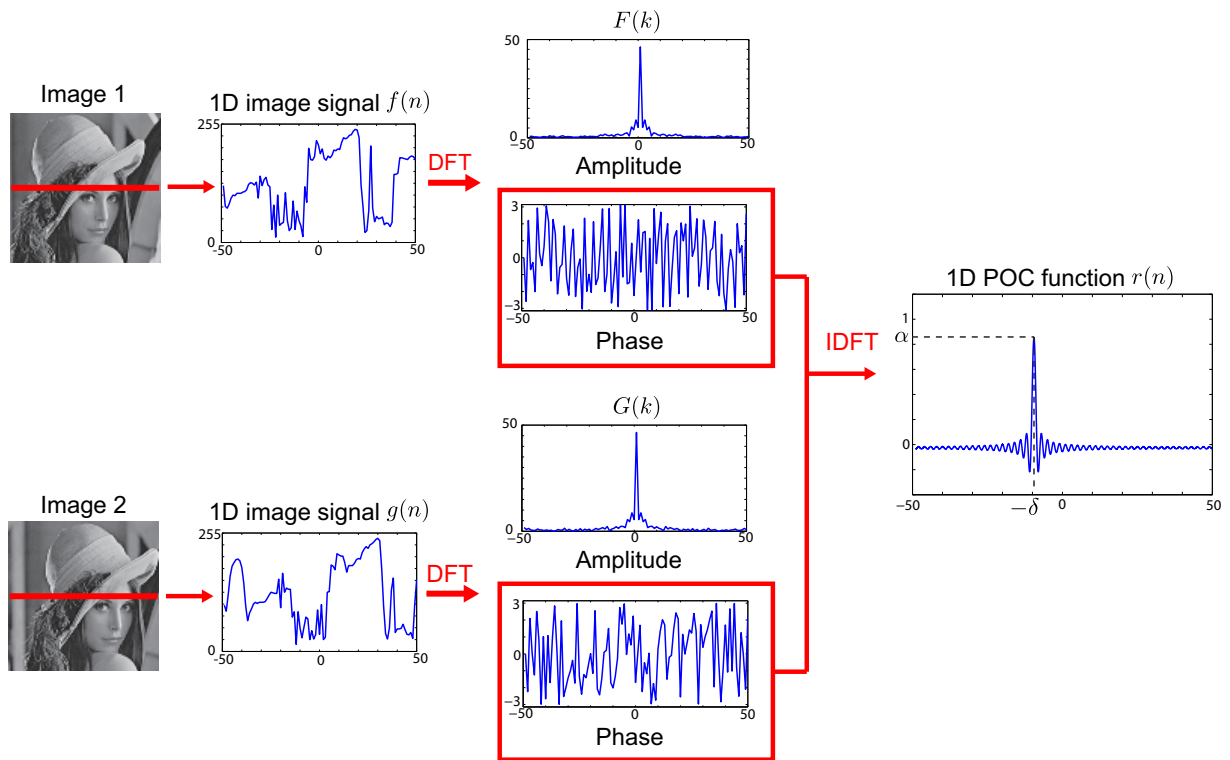 Image 1
1D image signal f(n)
255
0
-50
0
50
DFT
F(k)
50
0
−50
0
50
Amplitude
3
0
−3
−50
0
50
Phase
Image 2
1D image signal g(n)
255
0
-50
0
50
DFT
G(k)
50
0
−50
0
50
Amplitude
3
0
−3
−50
0
50
Phase
IDFT
1D POC function r(n)
1
α
0
-50
−δ
0
50